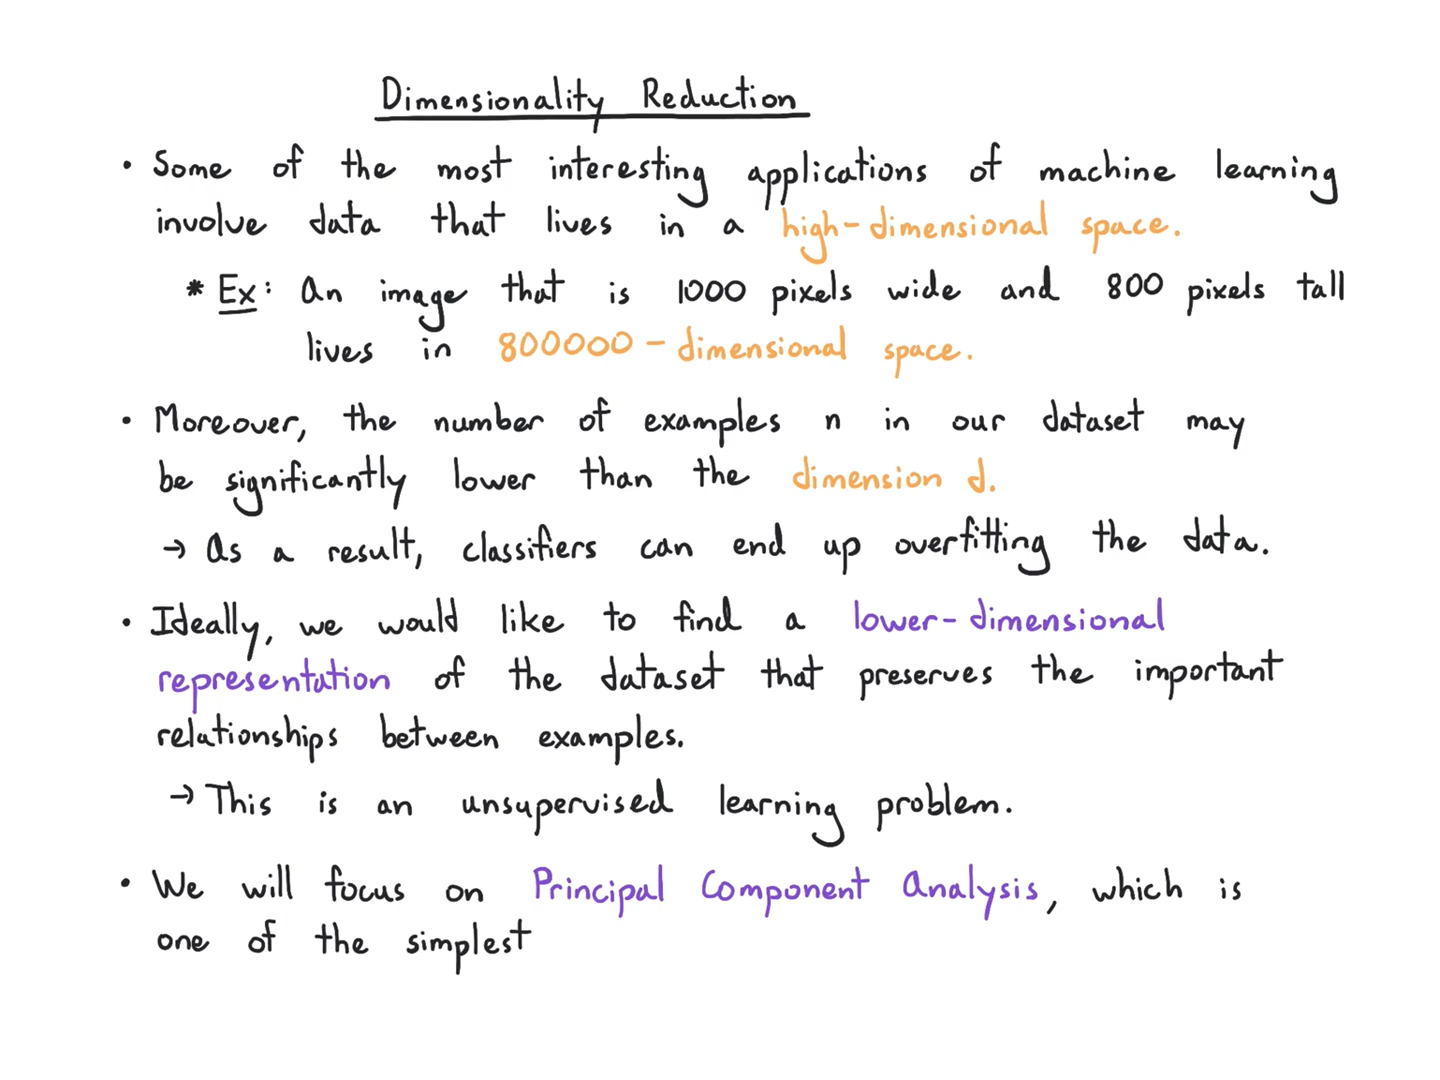 Dimensionality Reduction
• Some of the most interesting applications of machine learning
involve data that lives in a high-dimensional space.
* Ex: An image that is 1000 pixels wide and 800 pixels tall
lives in 800000-dimensional space.
• Moreover, the number of examples n in our dataset may
be significantly lower than the dimension d.
→ As a result, classifiers can end up overfitting the data.
• Ideally, we would like to find a lower-dimensional
representation of the dataset that preserves the important
relationships between examples.
→ This is an unsupervised learning problem.
• We will focus on Principal Component Analysis, which is
one of the simplest